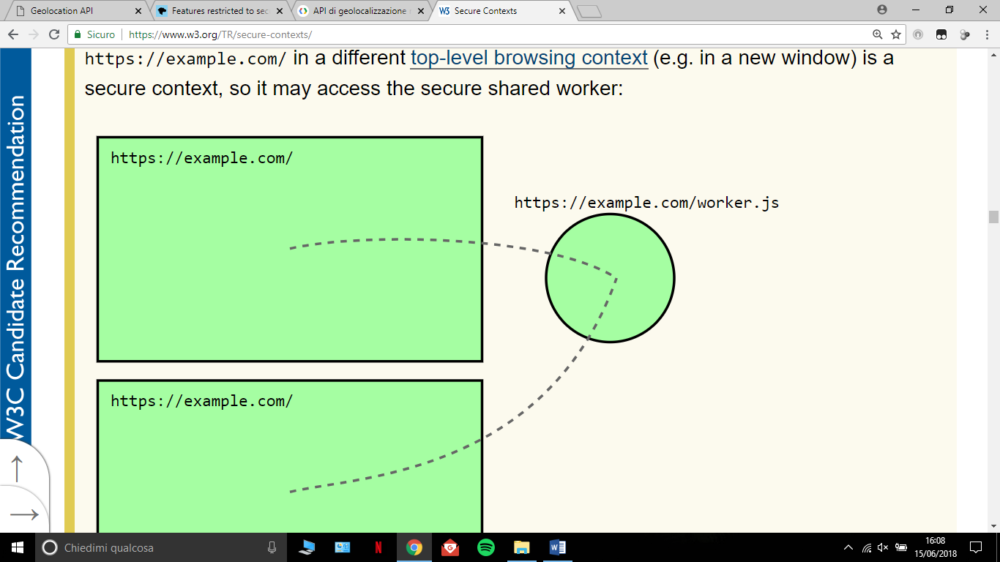 Geolocation API
Features restricted to sec
API di geolocalizzazione
Secure Contexts
Sicuro
https://www.w3.org/TR/secure-contexts/
W3C Candidate Recommendation
https://example.com/ in a different top-level browsing context (e.g. in a new window) is a
secure context, so it may access the secure shared worker:
https://example.com/
https://example.com/worker.js
https://example.com/
Chiedimi qualcosa
16:08
15/06/2018